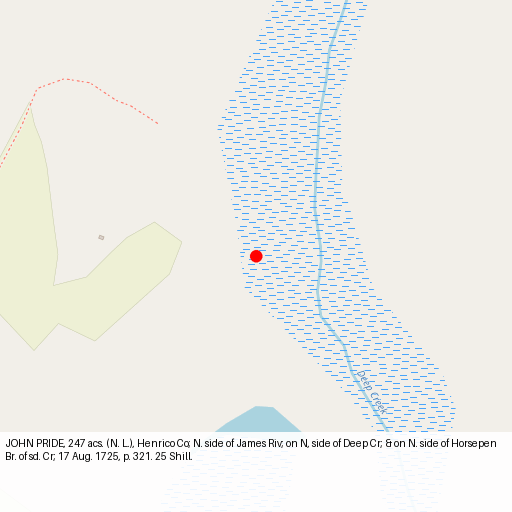 Deep Creek
JOHN PRIDE, 247 acs. (N. L.), Henrico Co; N. side of James Riv; on N, side of Deep Cr; & on N. side of Horsepen
Br. of sd. Cr; 17 Aug. 1725, p. 321. 25 Shill.